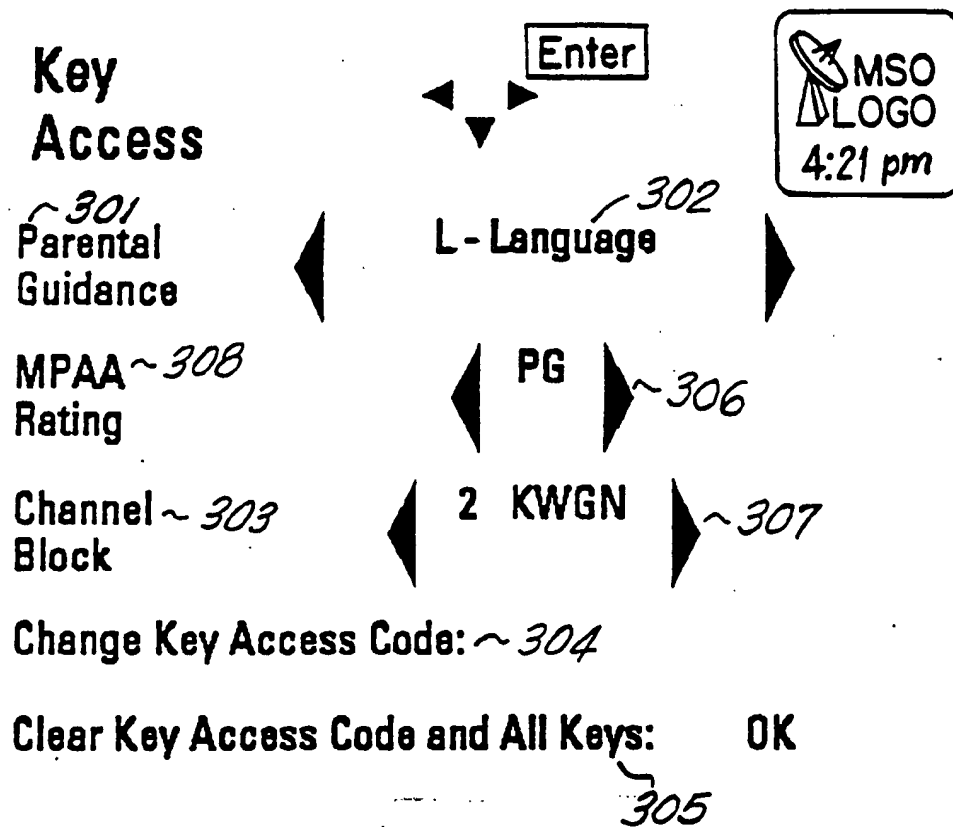 Key
Access
Enter
MSO
LOGO
4:21 pm
301
Parental
Guidance
L-Language
302
MPAA
Rating
308
PG
306
Channel
Block
303
2 KWGN
307
Change Key Access Code:
304
Clear Key Access Code and All Keys: OK
305